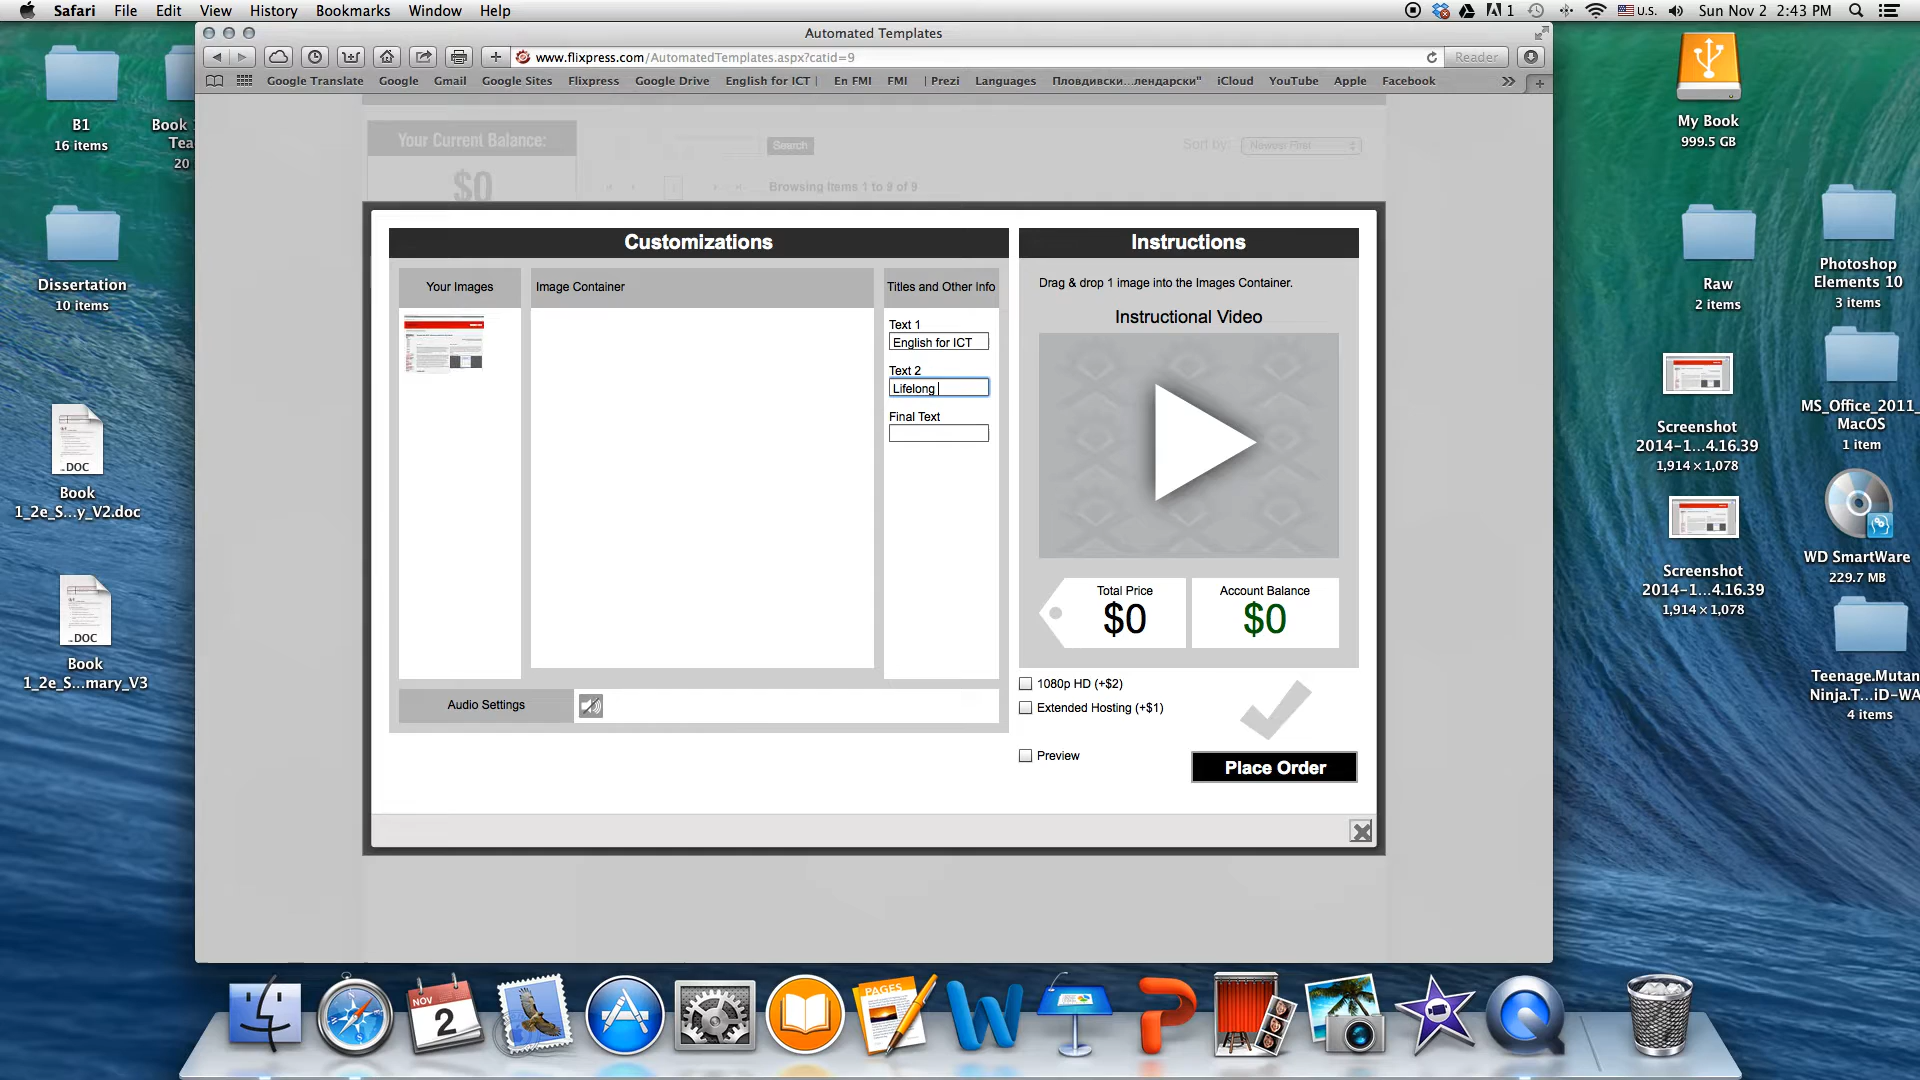 Safari File Edit View History Bookmarks Window Help
1 U.S. Sun Nov 2 2:43 PM
Automated Templates
www.flixpress.com/AutomatedTemplates.aspx?catid=9
Reader
Google Translate Google Gmail Google Sites Flixpress Google Drive English for ICT | En FMI FMI | Prezi Languages Пловдивски...лендарски" iCloud YouTube Apple Facebook
Your Current Balance:
$0
Search
Sort by: Newest First
1
Browsing Items 1 to 9 of 9
Customizations
Your Images
Image Container
Titles and Other Info
Text 1
English for ICT
Text 2
Lifelong
Final Text
Audio Settings
Instructions
Drag & drop 1 image into the Images Container.
Instructional Video
Total Price
$0
Account Balance
$0
1080p HD (+$2)
Extended Hosting (+$1)
Preview
Place Order
B1
16 items
Book
Tea
20
Dissertation
10 items
.DOC
Book
1_2e_S...y_V2.doc
.DOC
Book
1_2e_S...mary_V3
My Book
999.5 GB
Raw
2 items
Photoshop
Elements 10
3 items
Screenshot
2014-1...4.16.39
1,914 × 1,078
MS_Office_2011_
MacOS
1 item
Screenshot
2014-1...4.16.39
1,914 × 1,078
WD SmartWare
229.7 MB
Teenage.Mutan
Ninja.T...iD-WA
4 items
NOV
2
PAGES